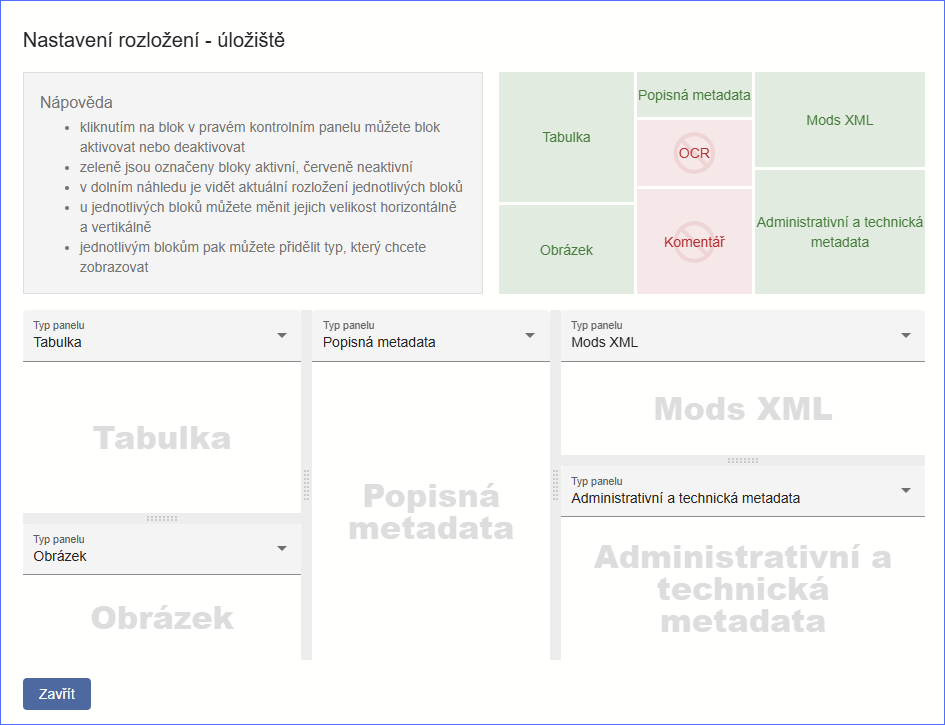 Nastavení rozložení - úložiště
Nápověda
kliknutím na blok v pravém kontrolním panelu můžete blok
aktivovat nebo deaktivovat
zeleně jsou označeny bloky aktivní, červeně neaktivní
v dolním náhledu je vidět aktuální rozložení jednotlivých bloků
u jednotlivých bloků můžete měnit jejich velikost horizontálně
a vertikálně
jednotlivým blokům pak můžete přidělit typ, který chcete
zobrazovat
Tabulka
Obrázek
Popisná metadata
OCR
Komentář
Mods XML
Administrativní a technická
metadata
Typ panelu
Tabulka
Tabulka
Typ panelu
Obrázek
Obrázek
Typ panelu
Popisná metadata
Popisná
metadata
Typ panelu
Mods XML
Mods XML
Typ panelu
Administrativní a technická metadata
Administrativní a
technická
metadata
Zavřít